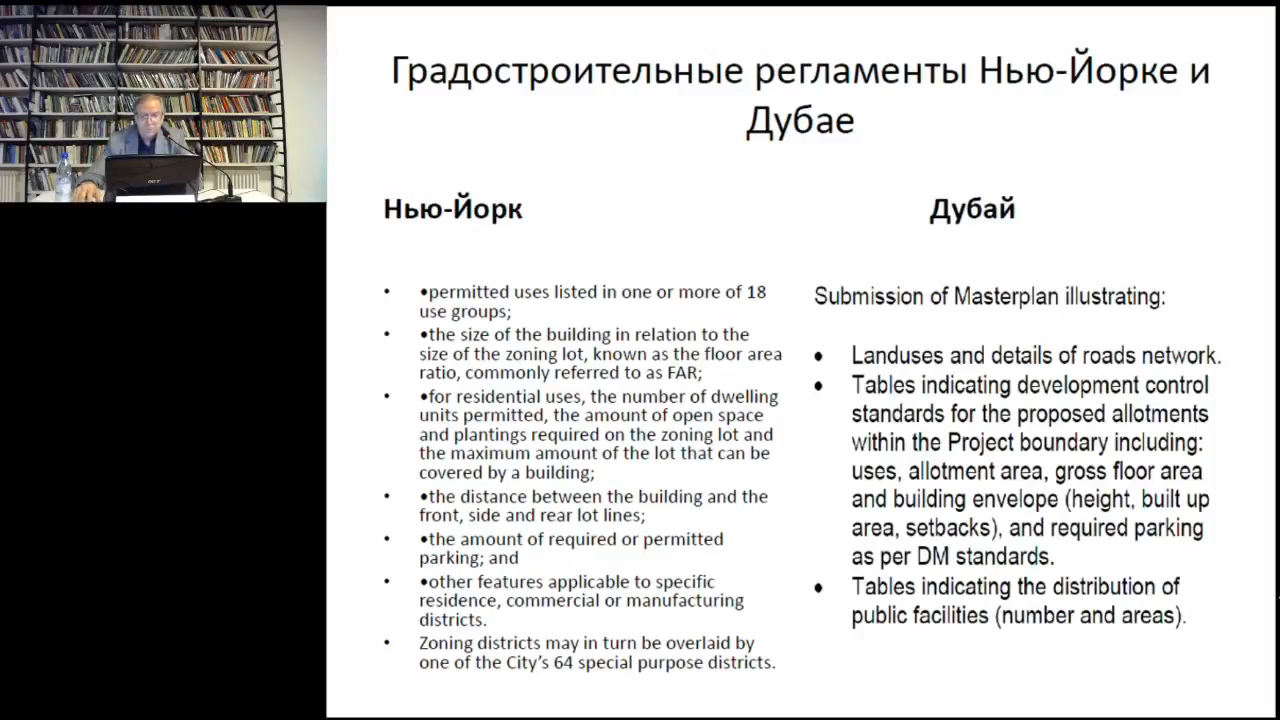 Градостроительные регламенты Нью-Йорке и
Дубае
Нью-Йорк
• •permitted uses listed in one or more of 18
use groups;
• •the size of the building in relation to the
size of the zoning lot, known as the floor area
ratio, commonly referred to as FAR;
• •for residential uses, the number of dwelling
units permitted, the amount of open space
and plantings required on the zoning lot and
the maximum amount of the lot that can be
covered by a building;
• •the distance between the building and the
front, side and rear lot lines;
• •the amount of required or permitted
parking; and
• •other features applicable to specific
residence, commercial or manufacturing
districts.
• Zoning districts may in turn be overlaid by
one of the City’s 64 special purpose districts.
Дубай
Submission of Masterplan illustrating:
• Landuses and details of roads network.
• Tables indicating development control
standards for the proposed allotments
within the Project boundary including:
uses, allotment area, gross floor area
and building envelope (height, built up
area, setbacks), and required parking
as per DM standards.
• Tables indicating the distribution of
public facilities (number and areas).